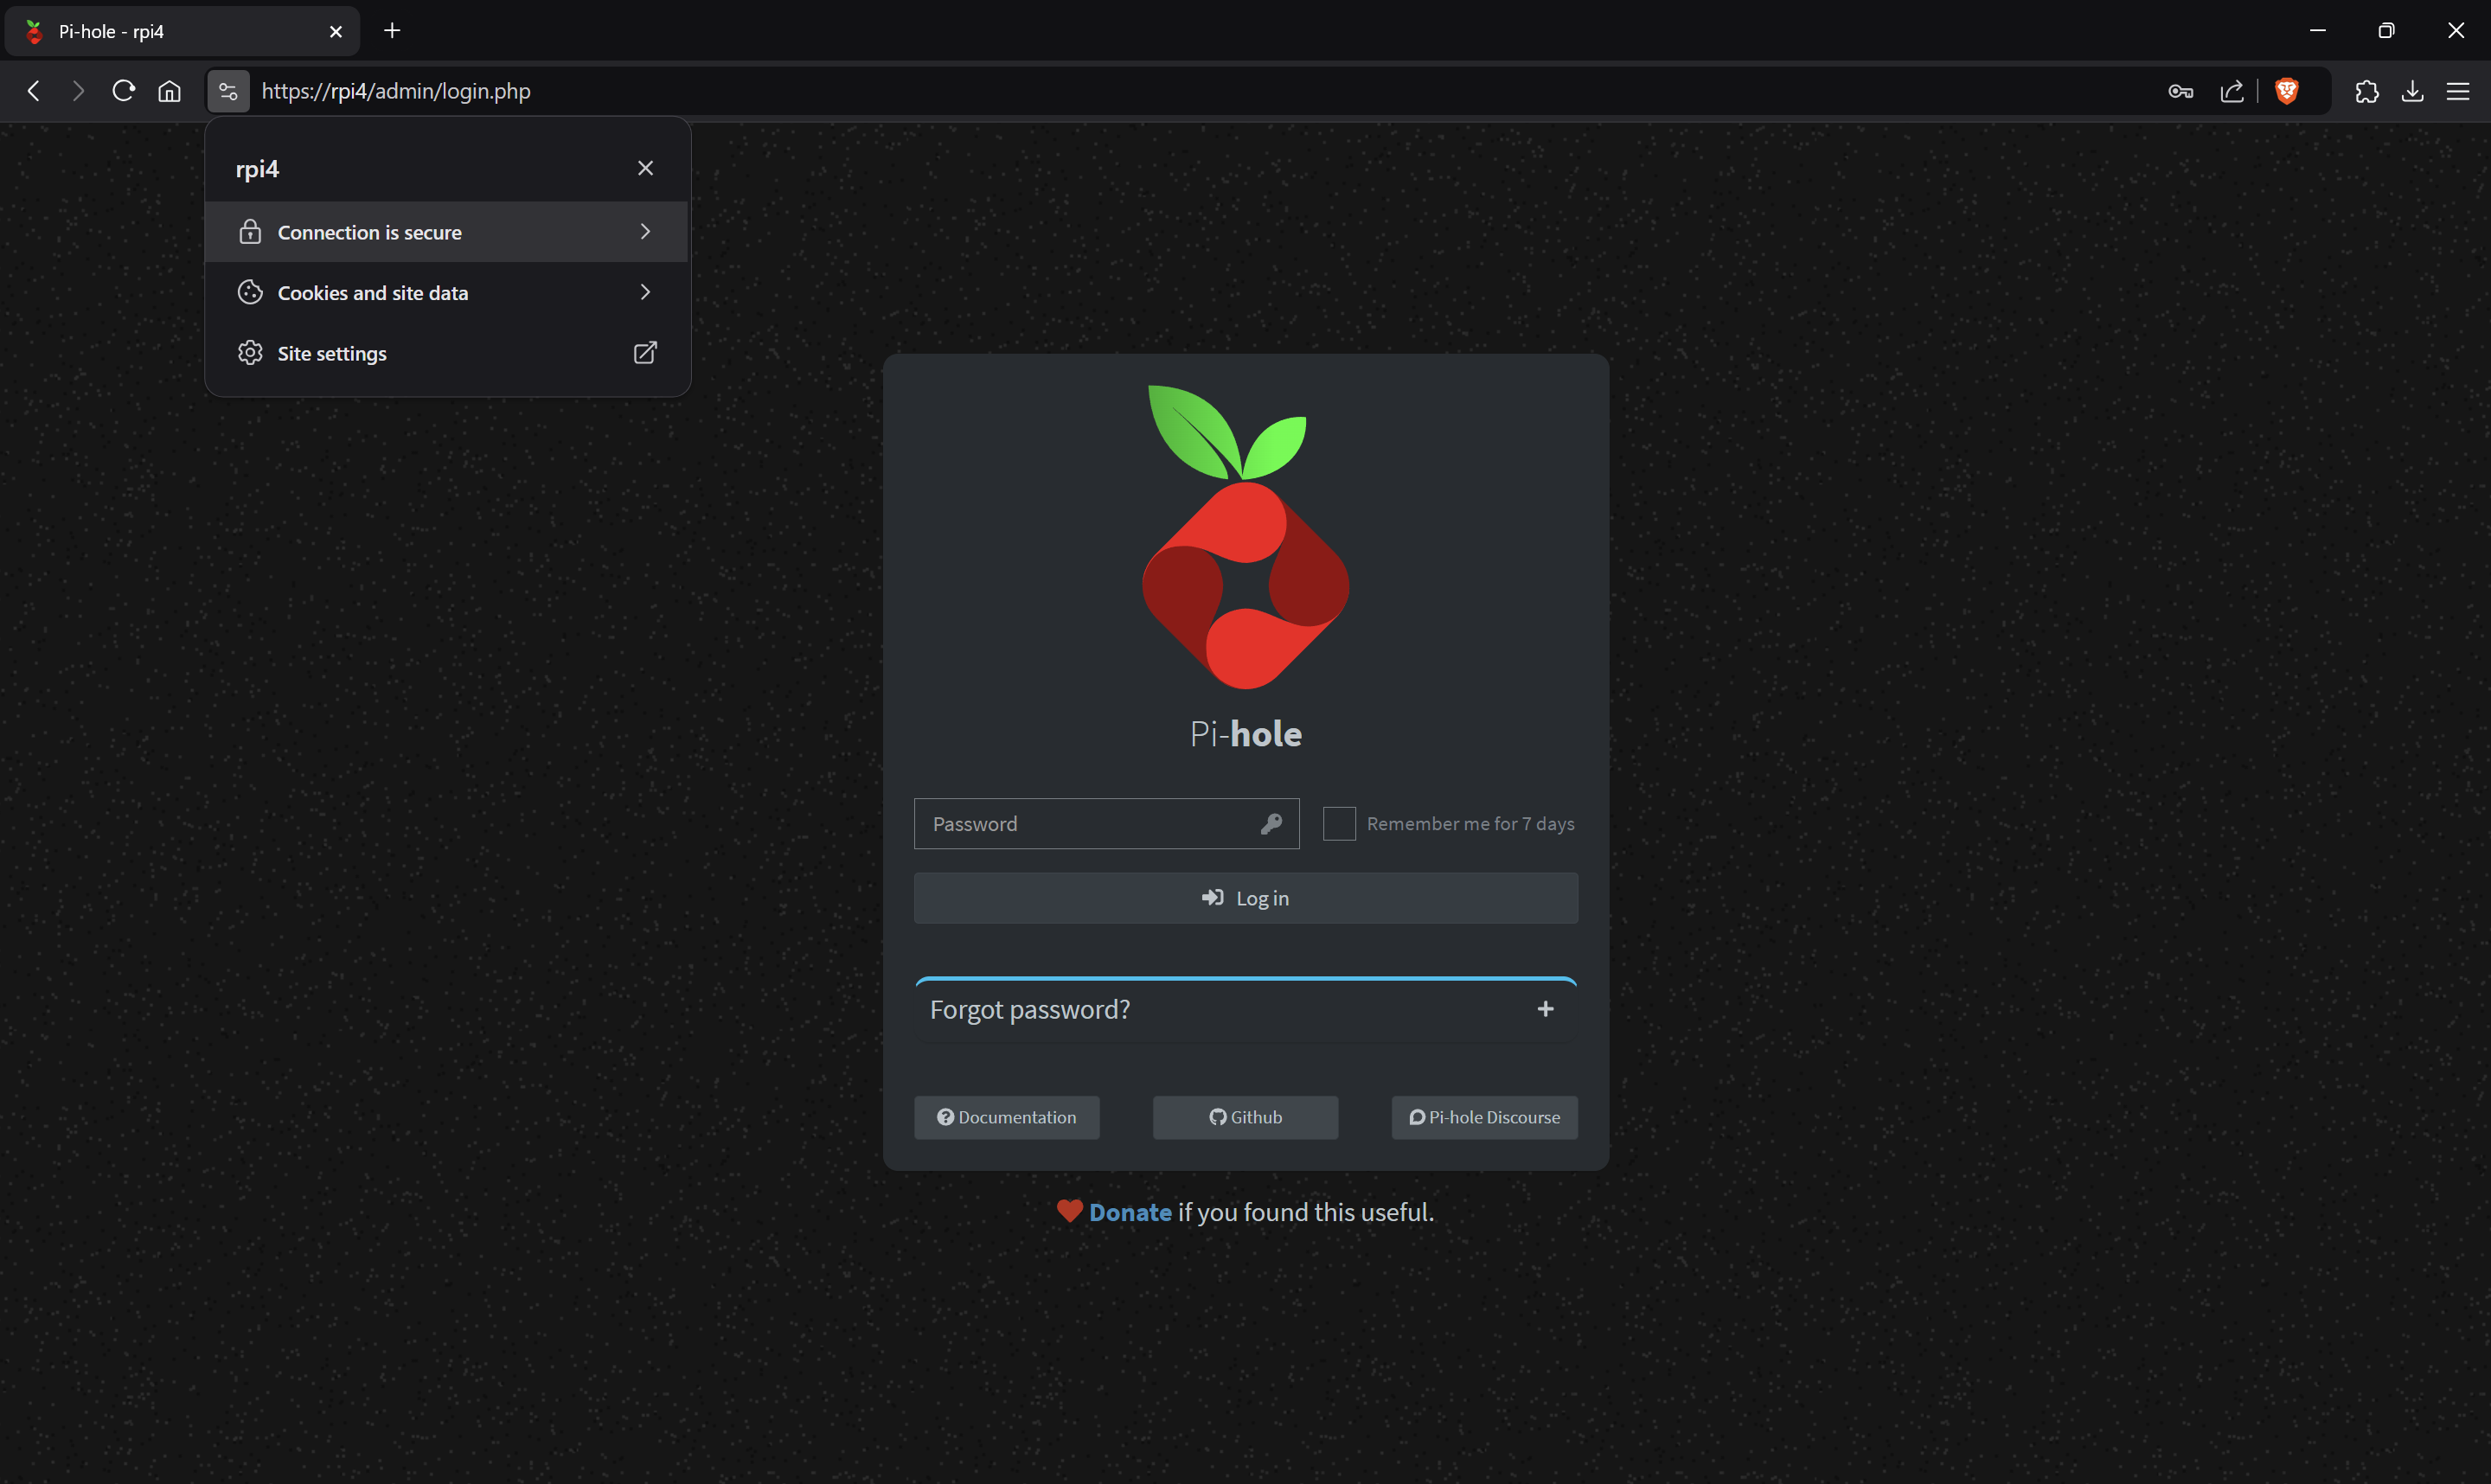 Pi-hole - rpi4
https://rpi4/admin/login.php
rpi4
Connection is secure
Cookies and site data
Site settings
Pi-hole
Password
Remember me for 7 days
Log in
Forgot password?
Documentation
Github
Pi-hole Discourse
Donate if you found this useful.